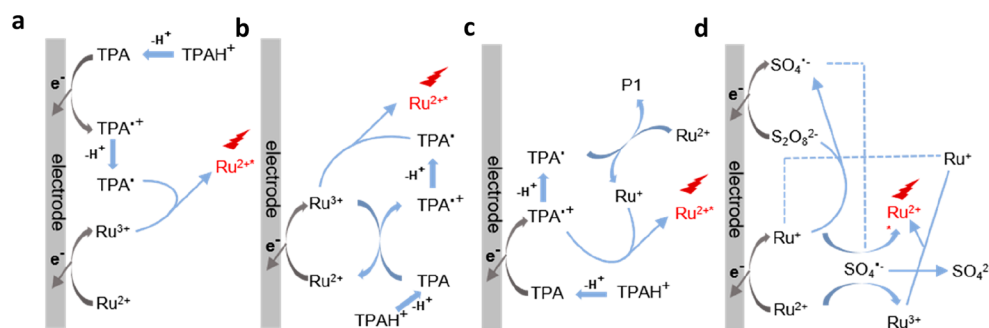 a
electrode
e-
TPA
-H+
TPAH+
TPA•+
-H+
TPA•
Ru2+*
Ru3+
e-
Ru2+
b
electrode
Ru2+*
TPA•
-H+
Ru3+
TPA•+
e-
Ru2+
TPA
-H+
TPAH+
c
electrode
P1
Ru2+
TPA•
-H+
Ru+
TPA•+
Ru2+*
e-
TPA
-H+
TPAH+
d
electrode
SO4•-
e-
S2O82-
Ru+
Ru2+
*
Ru+
SO4•-
SO42
e-
Ru2+
Ru3+